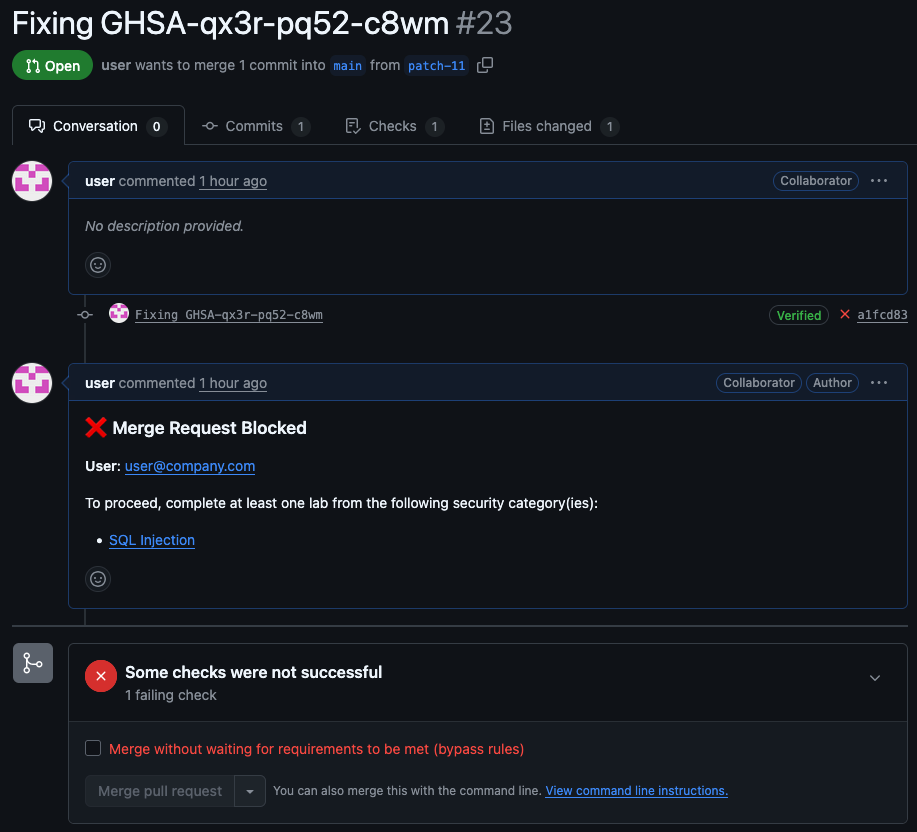 Fixing GHSA-qx3r-pq52-c8wm #23
Open user wants to merge 1 commit into main from patch-11
Conversation 0 Commits 1 Checks 1 Files changed 1
user commented 1 hour ago Collaborator ...
No description provided.
Fixing GHSA-qx3r-pq52-c8wm Verified a1fcd83
user commented 1 hour ago Collaborator Author ...
Merge Request Blocked
User: user@company.com
To proceed, complete at least one lab from the following security category(ies):
• SQL Injection
Some checks were not successful
1 failing check
Merge without waiting for requirements to be met (bypass rules)
Merge pull request You can also merge this with the command line. View command line instructions.